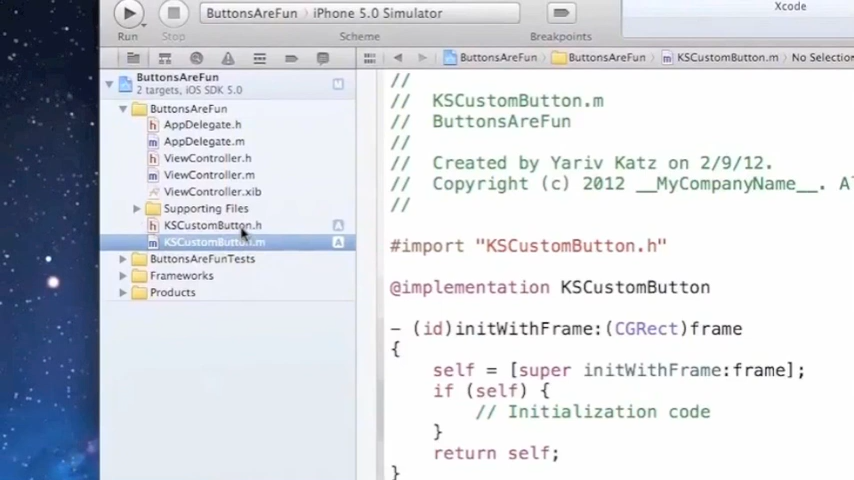 Xcode
ButtonsAreFun
iPhone 5.0 Simulator
Run
Stop
Scheme
Breakpoints
ButtonsAreFun
ButtonsAreFun
KSCustomButton.m
No Selection
ButtonsAreFun
2 targets, iOS SDK 5.0
ButtonsAreFun
AppDelegate.h
AppDelegate.m
ViewController.h
ViewController.m
ViewController.xib
Supporting Files
KSCustomButton.h
A
KSCustomButton.m
A
ButtonsAreFunTests
Frameworks
Products
//
// KSCustomButton.m
// ButtonsAreFun
//
// Created by Yariv Katz on 2/9/12.
// Copyright (c) 2012 __MyCompanyName__. Al
//
#import "KSCustomButton.h"
@implementation KSCustomButton
- (id)initWithFrame:(CGRect)frame
{
self = [super initWithFrame:frame];
if (self) {
// Initialization code
}
return self;
}